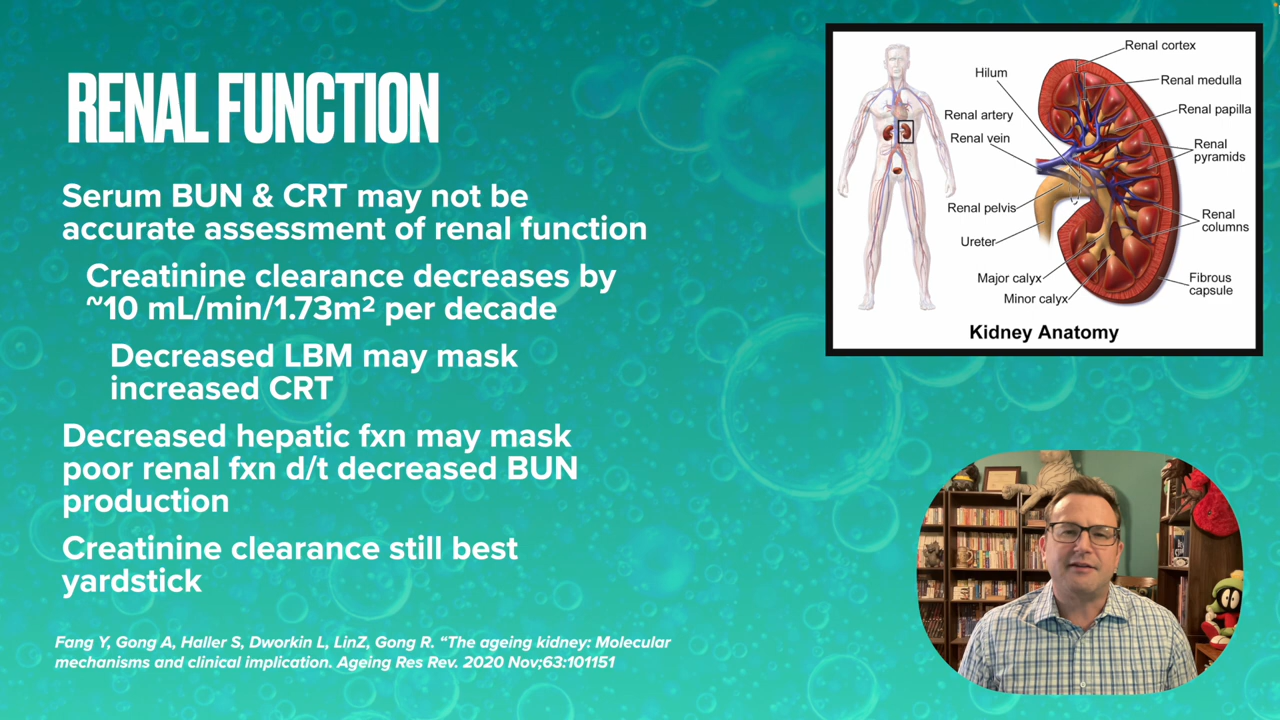 RENAL FUNCTION
Serum BUN & CRT may not be
accurate assessment of renal function
Creatinine clearance decreases by
~10 mL/min/1.73m² per decade
Decreased LBM may mask
increased CRT
Decreased hepatic fxn may mask
poor renal fxn d/t decreased BUN
production
Creatinine clearance still best
yardstick
Fang Y, Gong A, Haller S, Dworkin L, LinZ, Gong R. “The ageing kidney: Molecular
mechanisms and clinical implication. Ageing Res Rev. 2020 Nov;63:101151
Renal cortex
Hilum
Renal medulla
Renal papilla
Renal artery
Renal vein
Renal
pyramids
Renal pelvis
Renal
columns
Ureter
Major calyx
Minor calyx
Fibrous
capsule
Kidney Anatomy